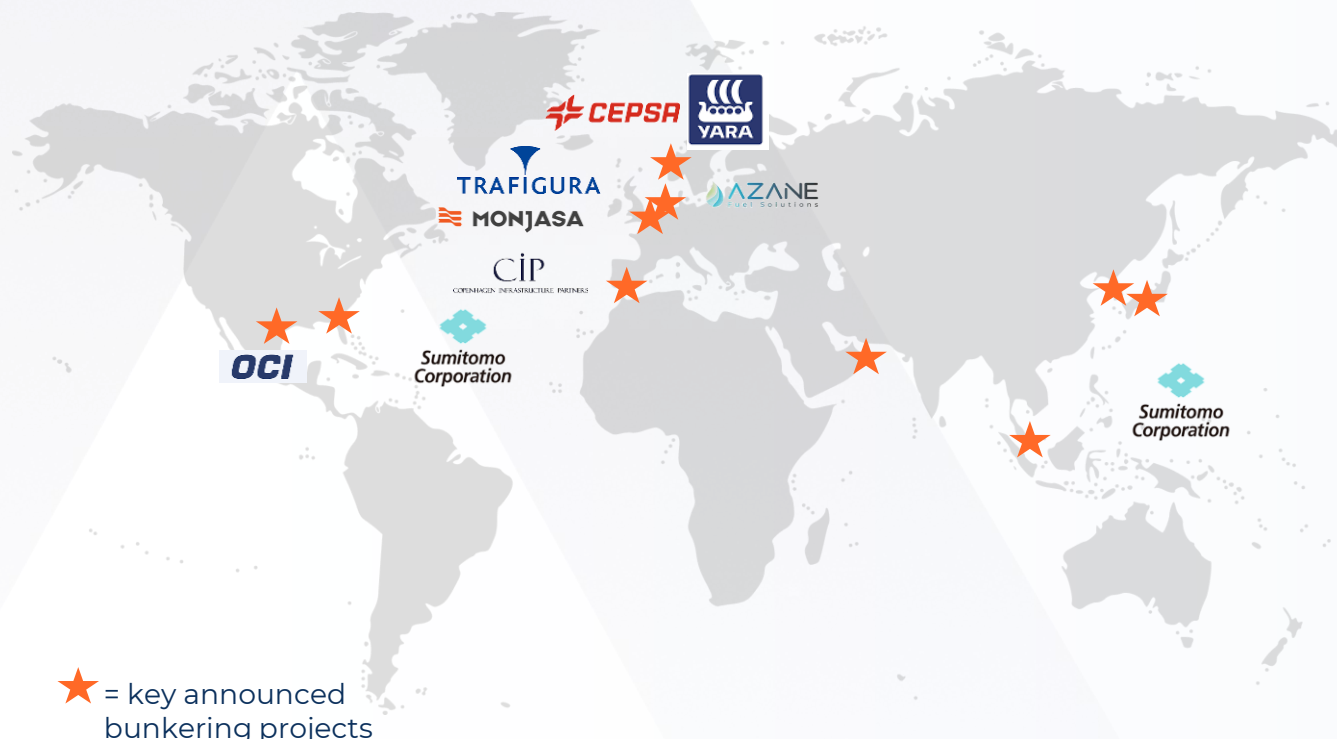 CEPSA
YARA
TRAFIGURA
AZANE
Fuel Solutions
MONJASA
CIP
COPENHAGEN INFRASTRUCTURE PARTNERS
OCI
Sumitomo
Corporation
Sumitomo
Corporation
= key announced
bunkering projects